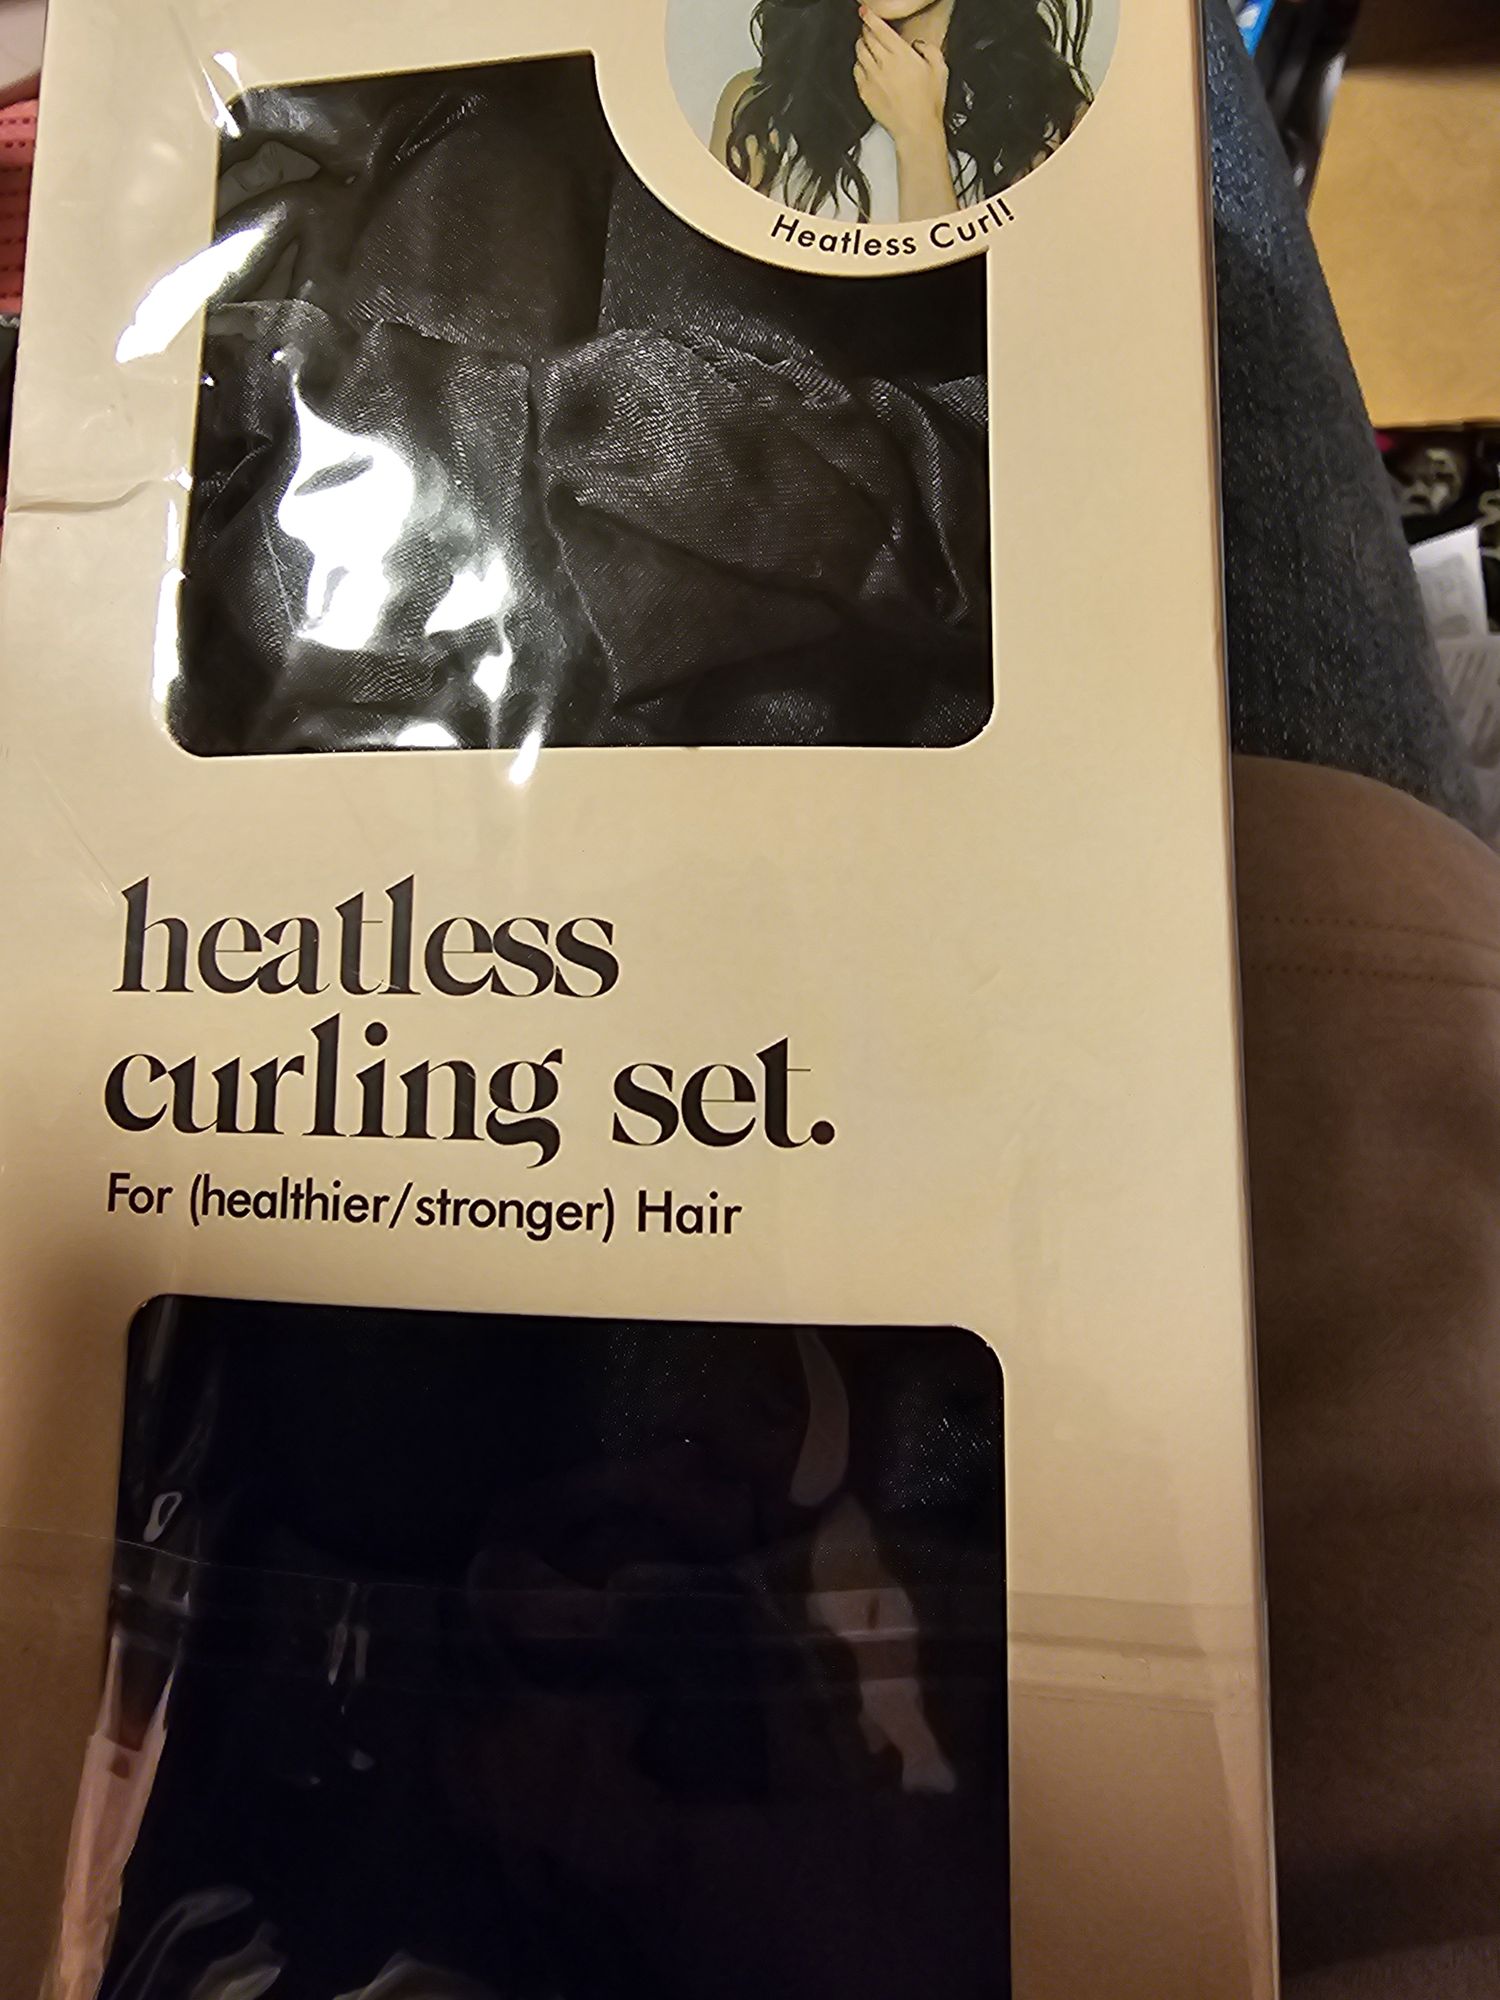 Heatless Curl!
heatless
curling set.
For (healthier/stronger) Hair